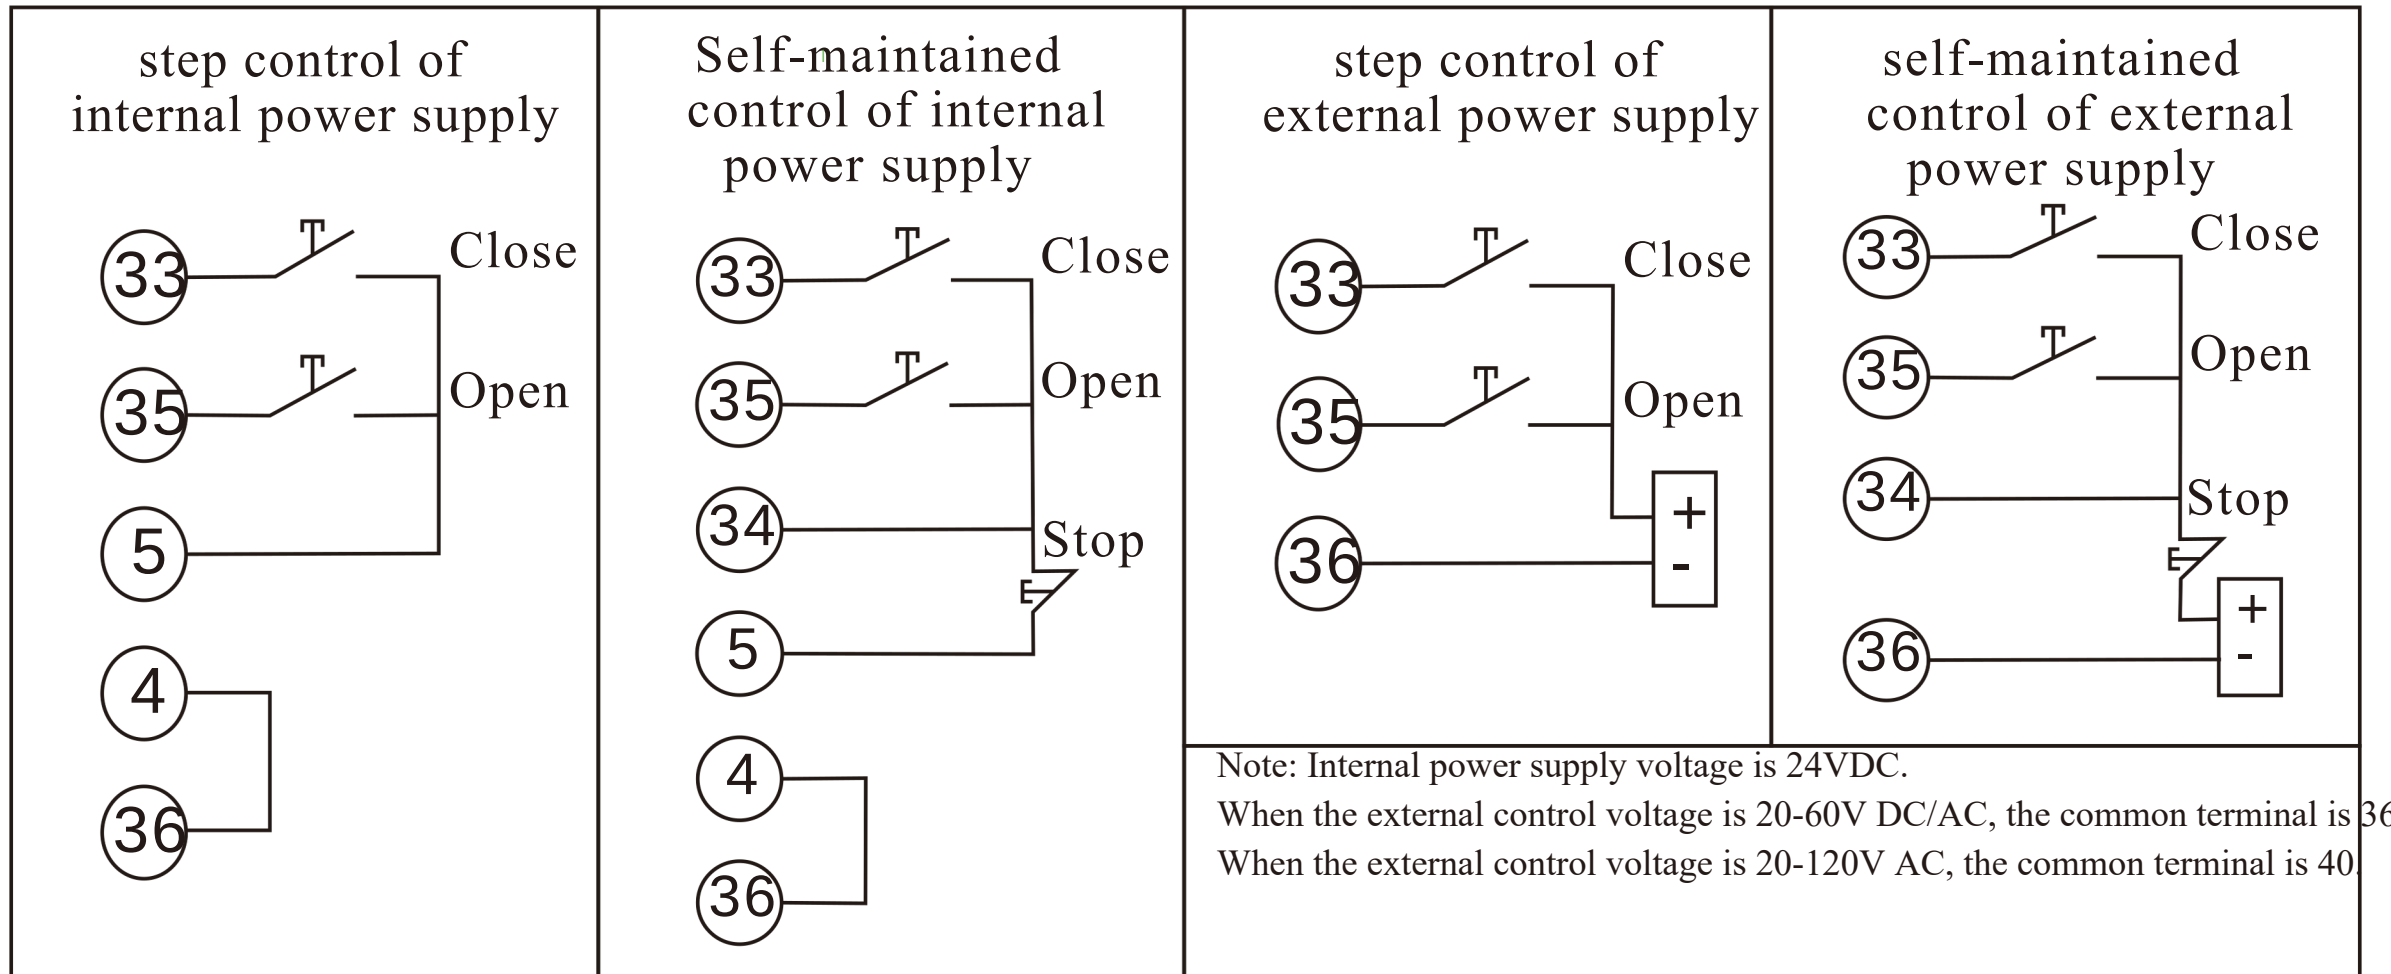 step control of
internal power supply
33
Close
35
Open
5
4
36
Self-maintained
control of internal
power supply
33
Close
35
Open
34
Stop
5
4
36
step control of
external power supply
33
Close
35
Open
+
36
-
self-maintained
control of external
power supply
33
Close
35
Open
34
Stop
+
36
-
Note: Internal power supply voltage is 24VDC.
When the external control voltage is 20-60V DC/AC, the common terminal is 36
When the external control voltage is 20-120V AC, the common terminal is 40.